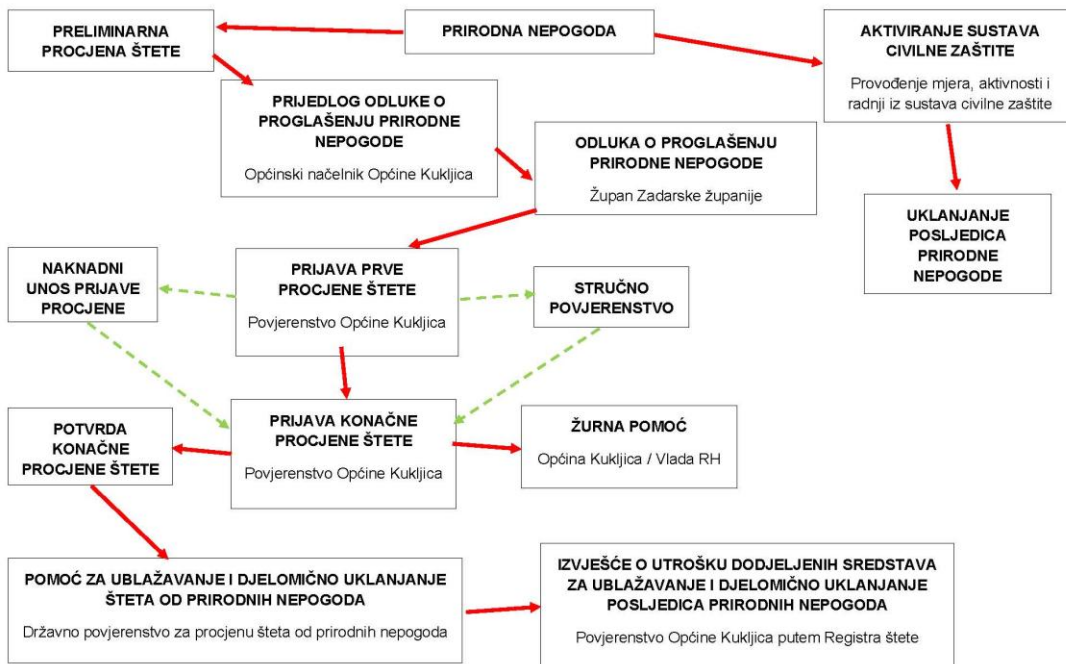 PRELIMINARNA
PROCJENA ŠTETE
PRIRODNA NEPOGODA
AKTIVIRANJE SUSTAVA
CIVILNE ZAŠTITE
Provođenje mjera, aktivnosti i
radnji iz sustava civilne zaštite
PRIJEDLOG ODLUKE O
PROGLAŠENJU PRIRODNE
NEPOGODE
Općinski načelnik Općine Kukljica
ODLUKA O PROGLAŠENJU
PRIRODNE NEPOGODE
Župan Zadarske županije
UKLANJANJE
POSLJEDICA
PRIRODNE
NEPOGODE
NAKNADNI
UNOS PRIJAVE
PROCJENE
PRIJAVA PRVE
PROCJENE ŠTETE
Povjerenstvo Općine Kukljica
STRUČNO
POVJERENSTVO
POTVRDA
KONAČNE
PROCJENE ŠTETE
PRIJAVA KONAČNE
PROCJENE ŠTETE
Povjerenstvo Općine Kukljica
ŽURNA POMOĆ
Općina Kukljica / Vlada RH
POMOĆ ZA UBLAŽAVANJE I DJELOMIČNO UKLANJANJE
ŠTETA OD PRIRODNIH NEPOGODA
Državno povjerenstvo za procjenu šteta od prirodnih nepogoda
IZVJEŠĆE O UTROŠKU DODJELJENIH SREDSTAVA
ZA UBLAŽAVANJE I DJELOMIČNO UKLANJANJE
POSLJEDICA PRIRODNIH NEPOGODA
Povjerenstvo Općine Kukljica putem Registra štete